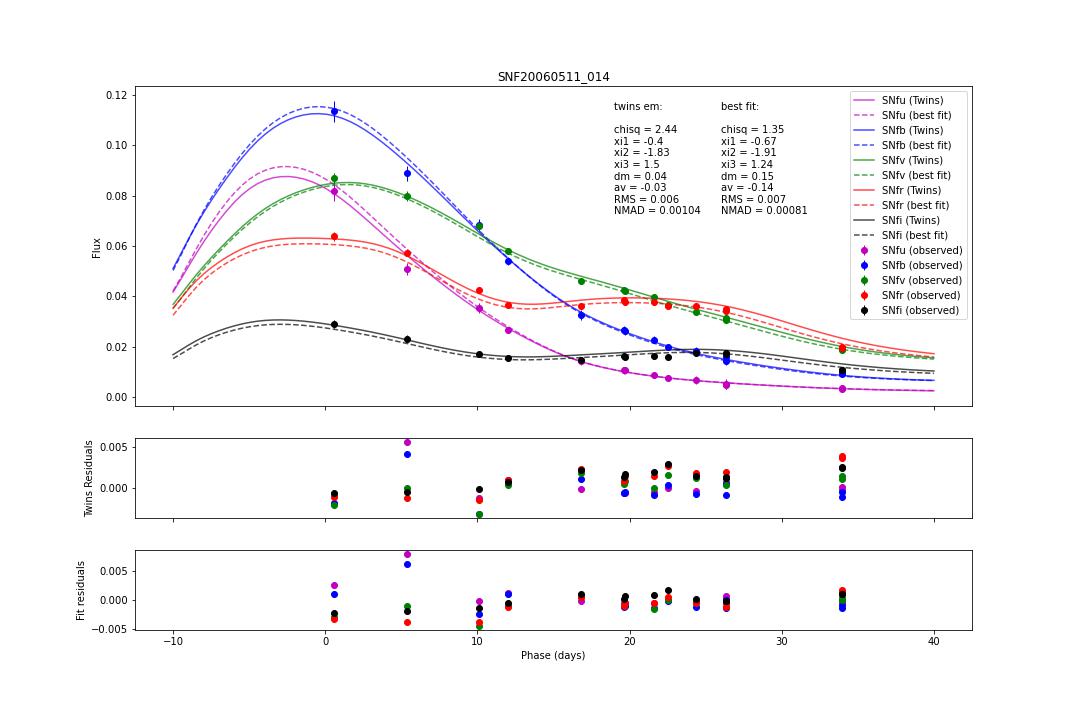 SNF20060511_014
0.12
0.10
0.08
0.06
0.04
0.02
0.00
Flux
twins em:
chisq = 2.44
xi1 = -0.4
xi2 = -1.83
xi3 = 1.5
dm = 0.04
av = -0.03
RMS = 0.006
NMAD = 0.00104
best fit:
chisq = 1.35
xi1 = -0.67
xi2 = -1.91
xi3 = 1.24
dm = 0.15
av = -0.14
RMS = 0.007
NMAD = 0.00081
SNfu (Twins)
SNfu (best fit)
SNfb (Twins)
SNfb (best fit)
SNfv (Twins)
SNfv (best fit)
SNfr (Twins)
SNfr (best fit)
SNfi (Twins)
SNfi (best fit)
SNfu (observed)
SNfb (observed)
SNfv (observed)
SNfr (observed)
SNfi (observed)
0.005
0.000
Twins Residuals
0.005
0.000
−0.005
Fit residuals
−10 0 10 20 30 40
Phase (days)